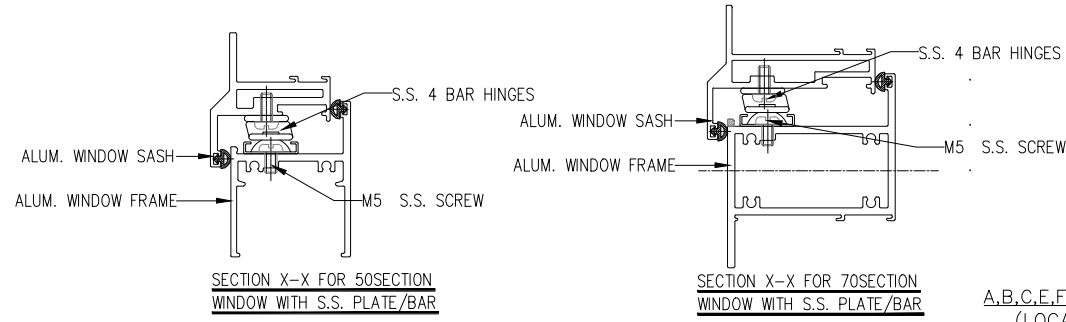 S.S. 4 BAR HINGES
ALUM. WINDOW SASH
ALUM. WINDOW FRAME
M5 S.S. SCREW
SECTION X-X FOR 50SECTION
WINDOW WITH S.S. PLATE/BAR
S.S. 4 BAR HINGES
ALUM. WINDOW SASH
M5 S.S. SCREW
ALUM. WINDOW FRAME
SECTION X-X FOR 70SECTION
WINDOW WITH S.S. PLATE/BAR
A,B,C,E,F
(LOCA